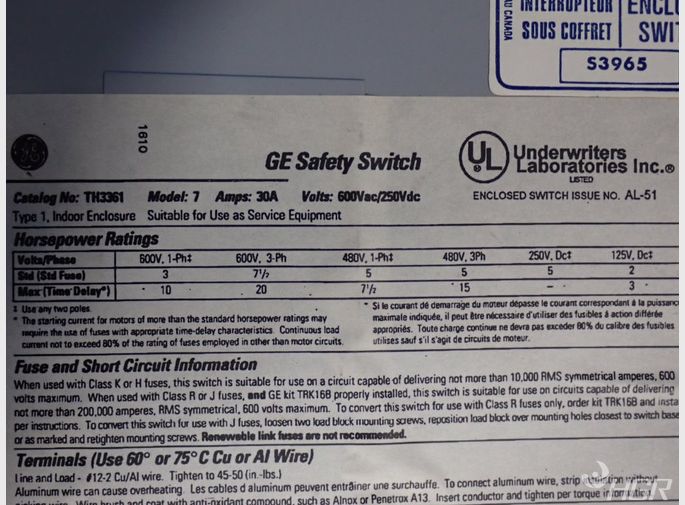 INTERRUPTEUR
SOUS COFFRET
ENCLO
SWIT
AU CANADA
S3965
1610
GE
GE Safety Switch
UL
Underwriters
Laboratories Inc.®
LISTED
ENCLOSED SWITCH ISSUE NO. AL-51
Catalog No: TH3361 Model: 7 Amps: 30A Volts: 600Vac/250Vdc
Type 1, Indoor Enclosure Suitable for Use as Service Equipment
Horsepower Ratings
Volts/Phase 600V, 1-Ph‡ 600V, 3-Ph 480V, 1-Ph‡ 480V, 3Ph 250V, Dc‡ 125V, Dc‡
Std (Std Fuse) 3 7½ 5 5 5 2
Max (Time Delay*) 10 20 7½ 15 – 3
‡ Use any two poles.
* The starting current for motors of more than the standard horsepower ratings may
require the use of fuses with appropriate time-delay characteristics. Continuous load
current not to exceed 80% of the rating of fuses employed in other than motor circuits.
* Si le courant de demarrage du moteur dépasse le courant correspondant à la puissanc
maximale indiquée, il peut être nécessaire d'utiliser des fusibles à action différée
appropriés. Toute charge continue ne devra pas exceder 80% du calibre des fusibles
utilises sauf s'il s'agit de circuits de moteur.
Fuse and Short Circuit Information
When used with Class K or H fuses, this switch is suitable for use on a circuit capable of delivering not more than 10,000 RMS symmetrical amperes, 600
volts maximum. When used with Class R or J fuses, and GE kit TRK16B properly installed, this switch is suitable for use on circuits capable of delivering
not more than 200,000 amperes, RMS symmetrical, 600 volts maximum. To convert this switch for use with Class R fuses only, order kit TRK16B and insta
per instructions. To convert this switch for use with J fuses, loosen two load block mounting screws, reposition load block over mounting holes closest to switch base
or as marked and retighten mounting screws. Renewable link fuses are not recommended.
Terminals (Use 60° or 75°C Cu or Al Wire)
Line and Load - #12-2 Cu/Al wire. Tighten to 45-50 (in.-lbs.)
Aluminum wire can cause overheating. Les cables d aluminum peuvent entrâiner une surchauffe. To connect aluminum wire, strip insulation without
nicking wire. Wire brush and coat with anti-oxidant compound, such as Alnox or Penetrox A13. Insert conductor and tighten per torque information.
HGR